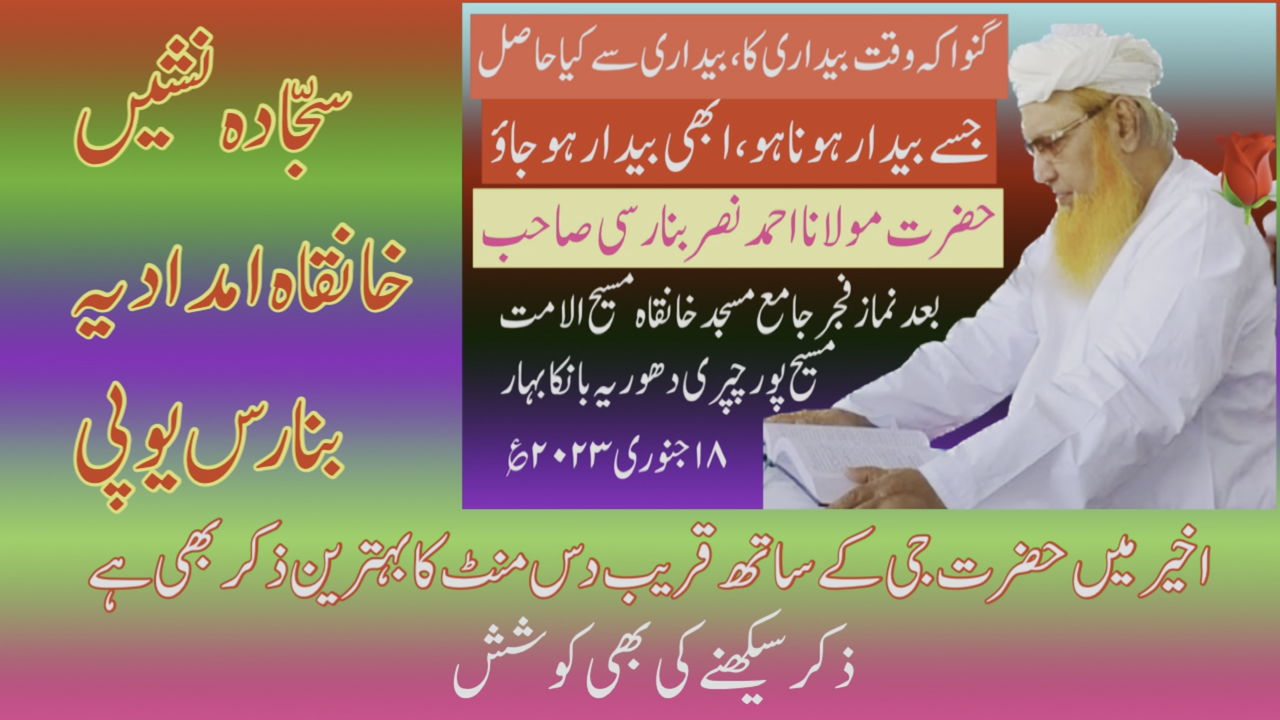 گنوا کہ وقت بیداری کا، بیداری سے کیا حاصل
جسے بیدار ہونا ہو، ابھی بیدار ہو جاؤ
حضرت مولانا احمد نصر بنارسی صاحب
بعد نماز فجر جامع مسجد خانقاہ مسیح الامت
مسیح پور چپری دھوریہ بانکا بہار
۱۸ جنوری ۲۰۲۳ ؁ء
سجّادہ نشیں
خانقاہ امدادیہ
بنارس یوپی
اخیر میں حضرت جی کے ساتھ قریب دس منٹ کا بہترین ذکر بھی ہے
ذکر سیکھنے کی بھی کوشش